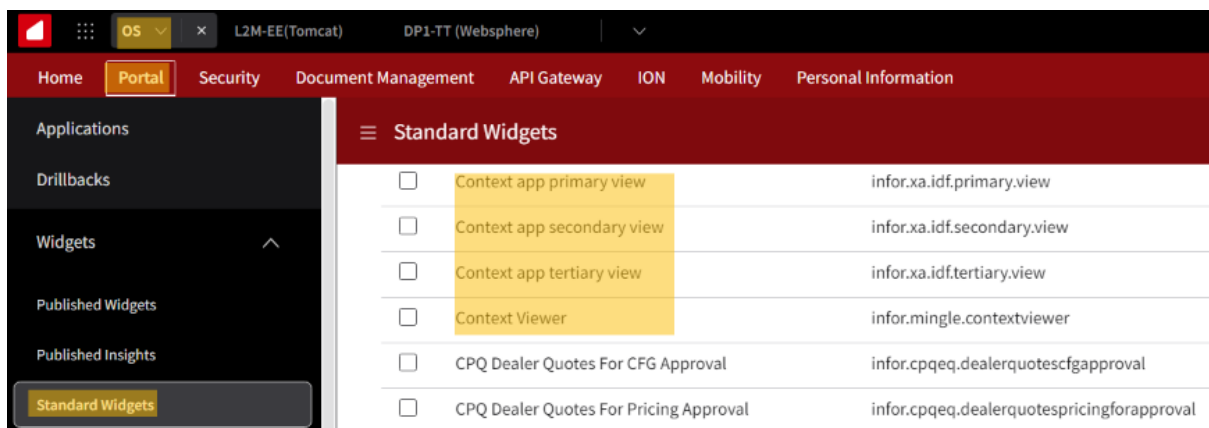 OS L2M-EE(Tomcat) DP1-TT (Websphere)
Home Portal Security Document Management API Gateway ION Mobility Personal Information
Applications
Drillbacks
Widgets
Published Widgets
Published Insights
Standard Widgets
Standard Widgets
Context app primary view infor.xa.idf.primary.view
Context app secondary view infor.xa.idf.secondary.view
Context app tertiary view infor.xa.idf.tertiary.view
Context Viewer infor.mingle.contextviewer
CPQ Dealer Quotes For CFG Approval infor.cpqeq.dealerquotescfgapproval
CPQ Dealer Quotes For Pricing Approval infor.cpqeq.dealerquotespricingforapproval